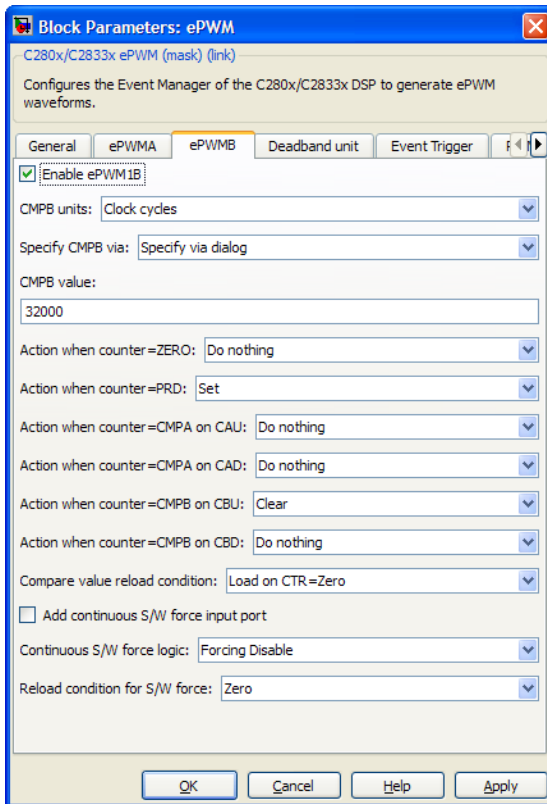 Block Parameters: ePWM
C280x/C2833x ePWM (mask) (link)
Configures the Event Manager of the C280x/C2833x DSP to generate ePWM
waveforms.
General ePWMA ePWMB Deadband unit Event Trigger
Enable ePWM1B
CMPB units: Clock cycles
Specify CMPB via: Specify via dialog
CMPB value:
32000
Action when counter=ZERO: Do nothing
Action when counter=PRD: Set
Action when counter=CMPA on CAU: Do nothing
Action when counter=CMPA on CAD: Do nothing
Action when counter=CMPB on CBU: Clear
Action when counter=CMPB on CBD: Do nothing
Compare value reload condition: Load on CTR=Zero
Add continuous S/W force input port
Continuous S/W force logic: Forcing Disable
Reload condition for S/W force: Zero
OK Cancel Help Apply